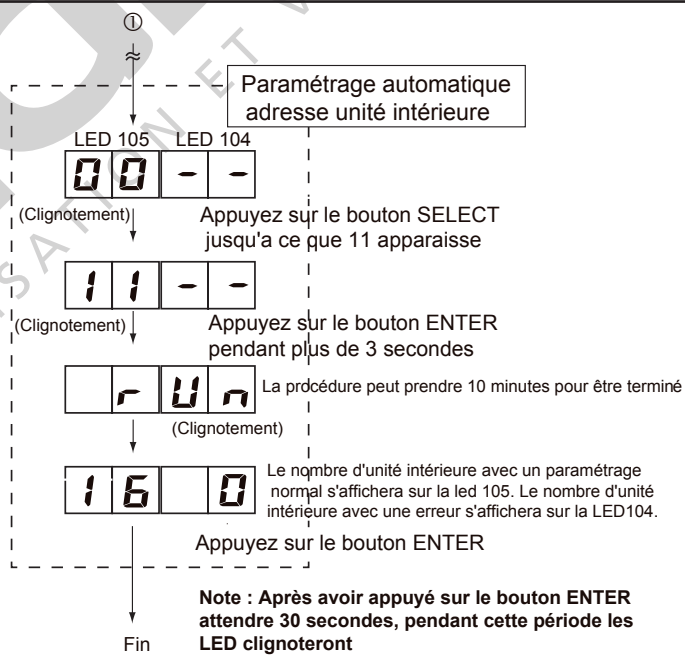 ①
Paramétrage automatique
adresse unité intérieure
LED 105 LED 104
00 - -
(Clignotement)
Appuyez sur le bouton SELECT
jusqu'a ce que 11 apparaisse
11 - -
(Clignotement)
Appuyez sur le bouton ENTER
pendant plus de 3 secondes
r U n
La procédure peut prendre 10 minutes pour être terminé
(Clignotement)
16 0
Le nombre d'unité intérieure avec un paramétrage
normal s'affichera sur la led 105. Le nombre d'unité
intérieure avec une erreur s'affichera sur la LED104.
Appuyez sur le bouton ENTER
Note : Après avoir appuyé sur le bouton ENTER
attendre 30 secondes, pendant cette période les
LED clignoteront
Fin